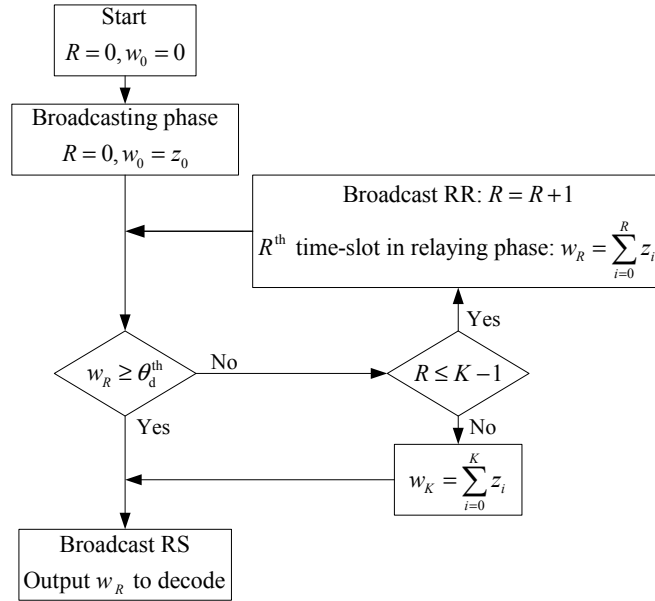 Start
R = 0, w_0 = 0
Broadcasting phase
R = 0, w_0 = z_0
Broadcast RR: R = R + 1
R^th time-slot in relaying phase: w_R = \sum_{i=0}^{R} z_i
w_R ≥ θ_d^th
No
Yes
R ≤ K − 1
Yes
No
w_K = \sum_{i=0}^{K} z_i
Broadcast RS
Output w_R to decode